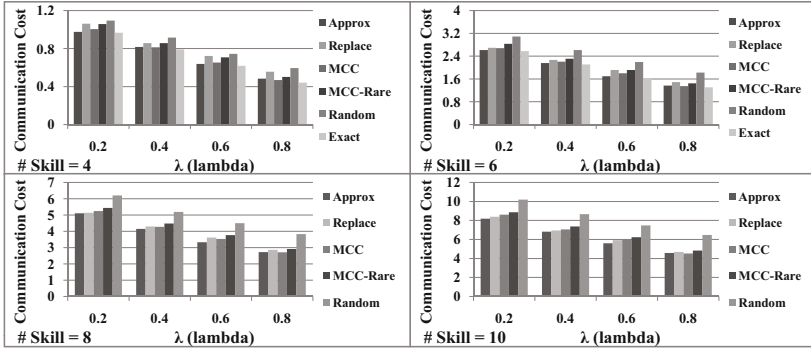 Communication Cost
1.2
0.8
0.4
0
0.2 0.4 0.6 0.8
# Skill = 4 λ (lambda)
Approx
Replace
MCC
MCC-Rare
Random
Exact
Communication Cost
4
3.2
2.4
1.6
0.8
0
0.2 0.4 0.6 0.8
# Skill = 6 λ (lambda)
Approx
Replace
MCC
MCC-Rare
Random
Exact
Communication Cost
7
6
5
4
3
2
1
0
0.2 0.4 0.6 0.8
# Skill = 8 λ (lambda)
Approx
Replace
MCC
MCC-Rare
Random
Communication Cost
12
10
8
6
4
2
0
0.2 0.4 0.6 0.8
# Skill = 10 λ (lambda)
Approx
Replace
MCC
MCC-Rare
Random